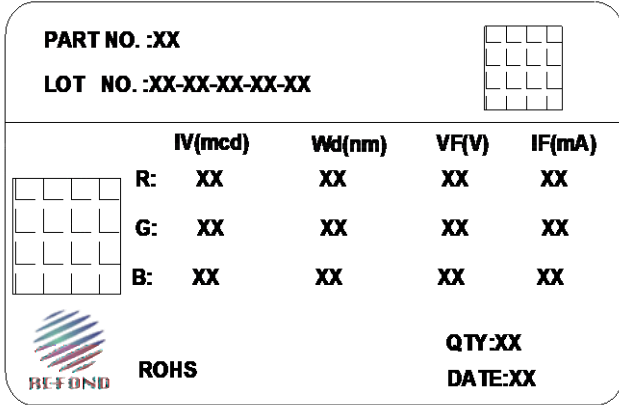 PART NO. :XX
LOT NO. :XX-XX-XX-XX-XX
IV(mcd) Wd(nm) VF(V) IF(mA)
R: XX XX XX XX
G: XX XX XX XX
B: XX XX XX XX
QTY:XX
REFOND ROHS DATE:XX